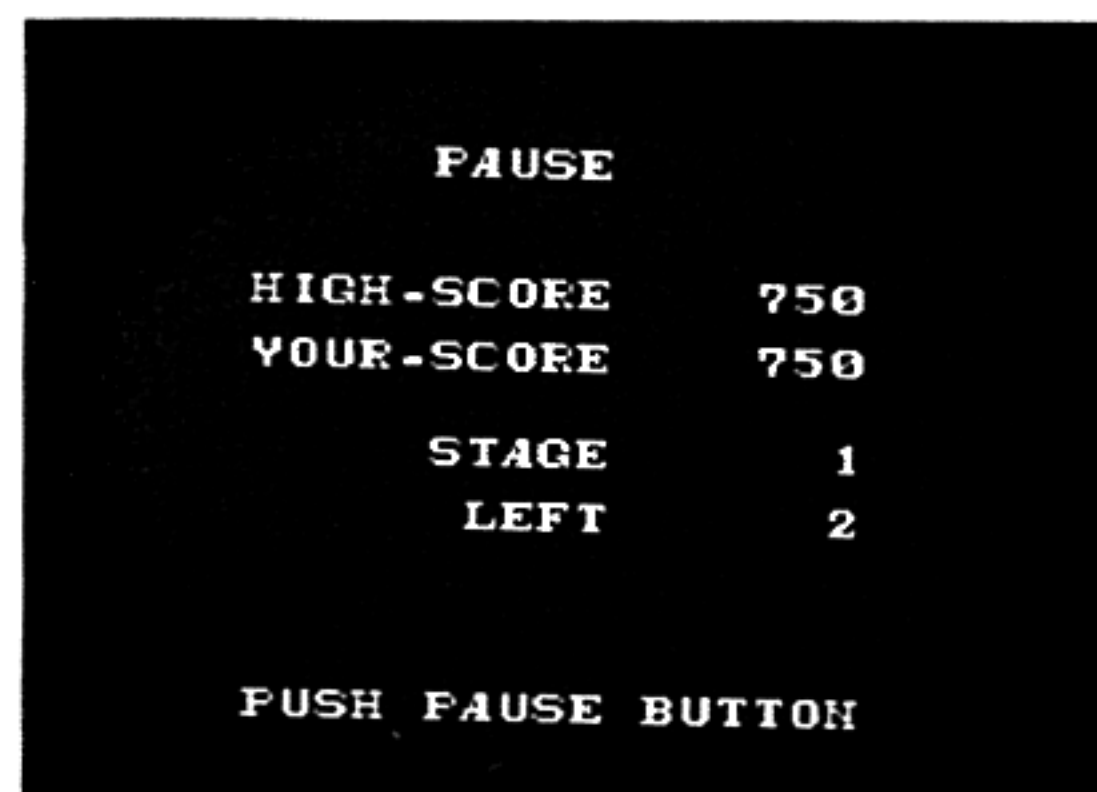 PAUSE
HIGH-SCORE 750
YOUR-SCORE 750
STAGE 1
LEFT 2
PUSH PAUSE BUTTON